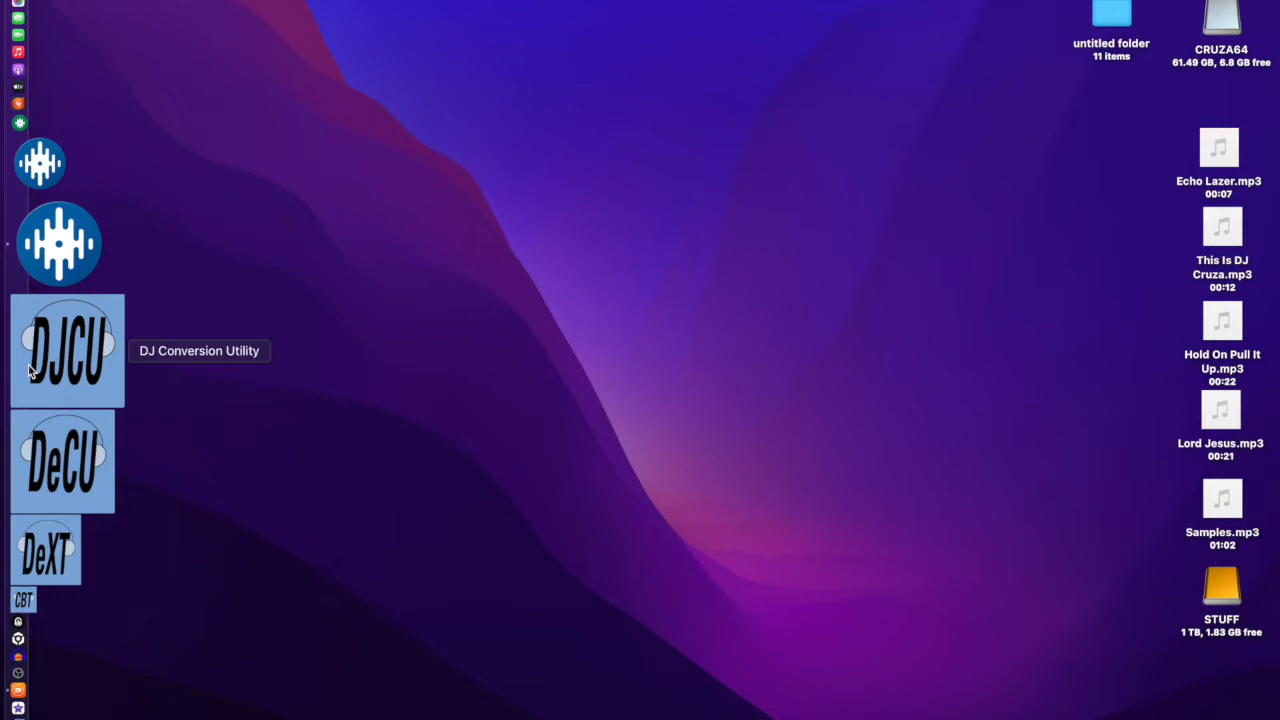 untitled folder
11 items
CRUZA64
61.49 GB, 6.8 GB free
tv
Echo Lazer.mp3
00:07
This Is DJ
Cruza.mp3
00:12
DJCU
DJ Conversion Utility
Hold On Pull It
Up.mp3
00:22
DeCU
Lord Jesus.mp3
00:21
DeXT
Samples.mp3
01:02
CBT
STUFF
1 TB, 1.83 GB free